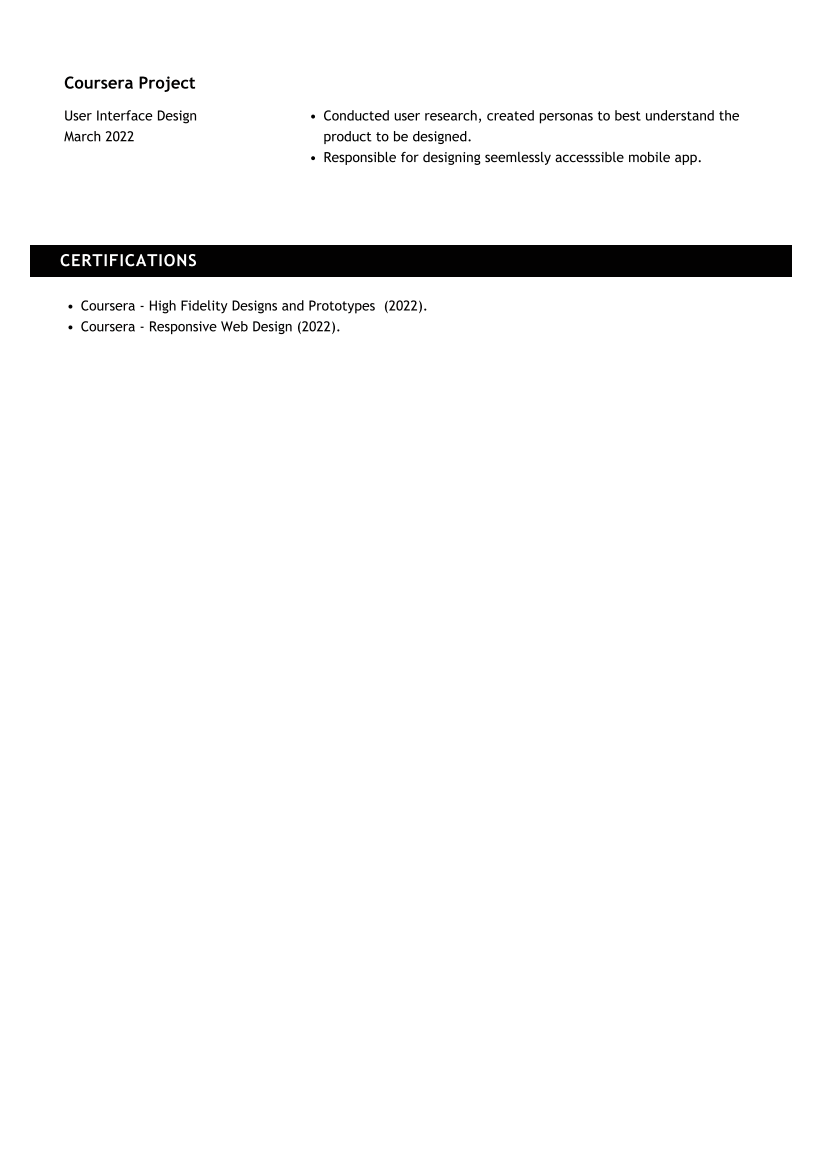 Coursera Project
User Interface Design
March 2022
• Conducted user research, created personas to best understand the
product to be designed.
• Responsible for designing seemlessly accesssible mobile app.
CERTIFICATIONS
• Coursera - High Fidelity Designs and Prototypes  (2022).
• Coursera - Responsive Web Design (2022).